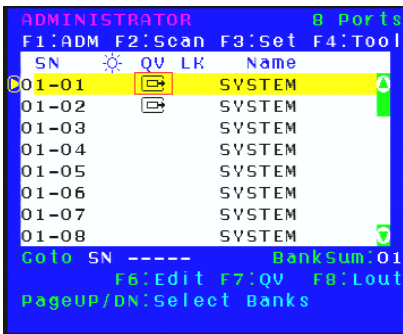 ADMINISTRATOR 8 Ports
F1:ADM F2:Scan F3:Set F4:Tool
SN QV LK Name
01-01 SYSTEM
01-02 SYSTEM
01-03 SYSTEM
01-04 SYSTEM
01-05 SYSTEM
01-06 SYSTEM
01-07 SYSTEM
01-08 SYSTEM
Goto SN ----- BankSum:01
F6:Edit F7:QV F8:Lout
PageUP/DN:Select Banks